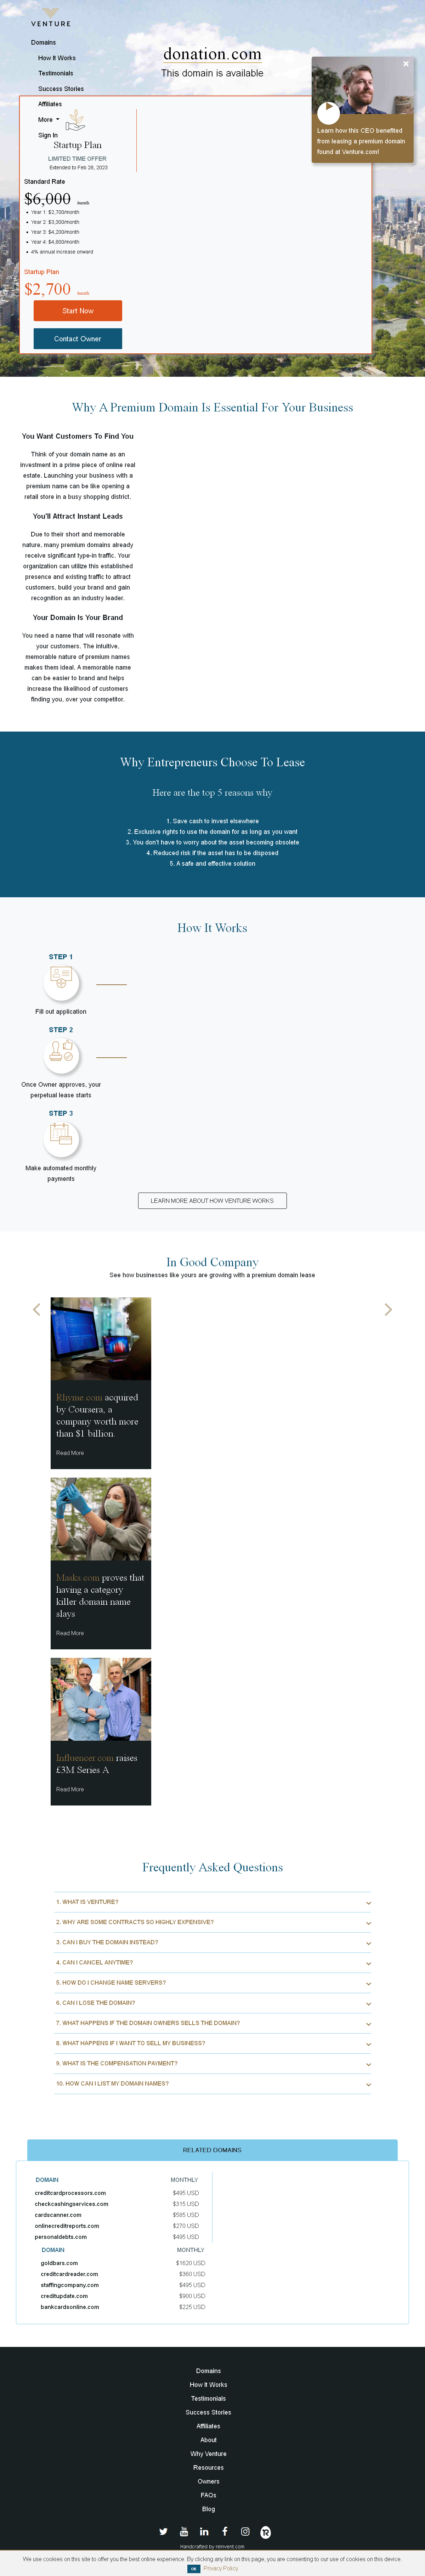 VENTURE
Domains
How It Works
Testimonials
Success Stories
Affiliates
More
Sign In
donation.com
This domain is available
×
Learn how this CEO benefited
from leasing a premium domain
found at Venture.com!
Startup Plan
LIMITED TIME OFFER
Extended to Feb 28, 2023
Standard Rate
$6,000 /month
Year 1: $2,700/month
Year 2: $3,300/month
Year 3: $4,200/month
Year 4: $4,800/month
4% annual increase onward
Startup Plan
$2,700 /month
Start Now
Contact Owner
Why A Premium Domain Is Essential For Your Business
You Want Customers To Find You
Think of your domain name as an
investment in a prime piece of online real
estate. Launching your business with a
premium name can be like opening a
retail store in a busy shopping district.
You'll Attract Instant Leads
Due to their short and memorable
nature, many premium domains already
receive significant type-in traffic. Your
organization can utilize this established
presence and existing traffic to attract
customers, build your brand and gain
recognition as an industry leader.
Your Domain Is Your Brand
You need a name that will resonate with
your customers. The intuitive,
memorable nature of premium names
makes them ideal. A memorable name
can be easier to brand and helps
increase the likelihood of customers
finding you, over your competitor.
Why Entrepreneurs Choose To Lease
Here are the top 5 reasons why
1. Save cash to invest elsewhere
2. Exclusive rights to use the domain for as long as you want
3. You don't have to worry about the asset becoming obsolete
4. Reduced risk if the asset has to be disposed
5. A safe and effective solution
How It Works
STEP 1
Fill out application
STEP 2
Once Owner approves, your
perpetual lease starts
STEP 3
Make automated monthly
payments
LEARN MORE ABOUT HOW VENTURE WORKS
In Good Company
See how businesses like yours are growing with a premium domain lease
Rhyme.com acquired
by Coursera, a
company worth more
than $1 billion.
Read More
Masks.com proves that
having a category
killer domain name
slays
Read More
Influencer.com raises
£3M Series A
Read More
Frequently Asked Questions
1. WHAT IS VENTURE?
2. WHY ARE SOME CONTRACTS SO HIGHLY EXPENSIVE?
3. CAN I BUY THE DOMAIN INSTEAD?
4. CAN I CANCEL ANYTIME?
5. HOW DO I CHANGE NAME SERVERS?
6. CAN I LOSE THE DOMAIN?
7. WHAT HAPPENS IF THE DOMAIN OWNERS SELLS THE DOMAIN?
8. WHAT HAPPENS IF I WANT TO SELL MY BUSINESS?
9. WHAT IS THE COMPENSATION PAYMENT?
10. HOW CAN I LIST MY DOMAIN NAMES?
RELATED DOMAINS
DOMAIN MONTHLY
creditcardprocessors.com $495 USD
checkcashingservices.com $315 USD
cardscanner.com $585 USD
onlinecreditreports.com $270 USD
personaldebts.com $495 USD
DOMAIN MONTHLY
goldbars.com $1620 USD
creditcardreader.com $360 USD
staffingcompany.com $495 USD
creditupdate.com $900 USD
bankcardsonline.com $225 USD
Domains
How It Works
Testimonials
Success Stories
Affiliates
About
Why Venture
Resources
Owners
FAQs
Blog
Handcrafted by reinvent.com
We use cookies on this site to offer you the best online experience. By clicking any link on this page, you are consenting to our use of cookies on this device.
OK Privacy Policy